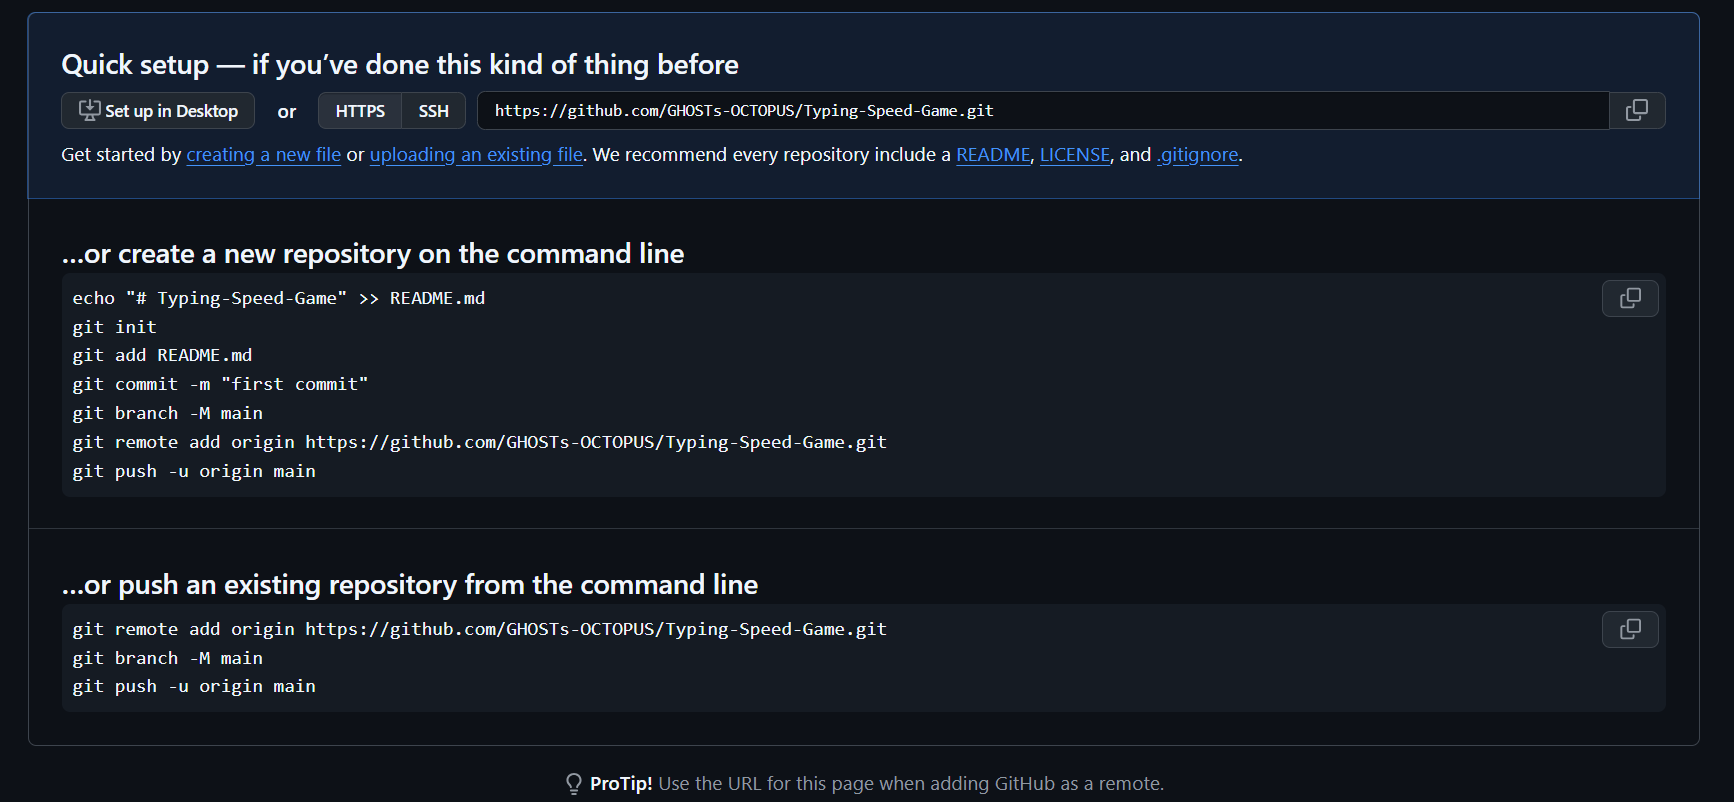 Quick setup — if you’ve done this kind of thing before
Set up in Desktop or HTTPS SSH https://github.com/GHOSTs-OCTOPUS/Typing-Speed-Game.git
Get started by creating a new file or uploading an existing file. We recommend every repository include a README, LICENSE, and .gitignore.
…or create a new repository on the command line
echo "# Typing-Speed-Game" >> README.md
git init
git add README.md
git commit -m "first commit"
git branch -M main
git remote add origin https://github.com/GHOSTs-OCTOPUS/Typing-Speed-Game.git
git push -u origin main
…or push an existing repository from the command line
git remote add origin https://github.com/GHOSTs-OCTOPUS/Typing-Speed-Game.git
git branch -M main
git push -u origin main
ProTip! Use the URL for this page when adding GitHub as a remote.